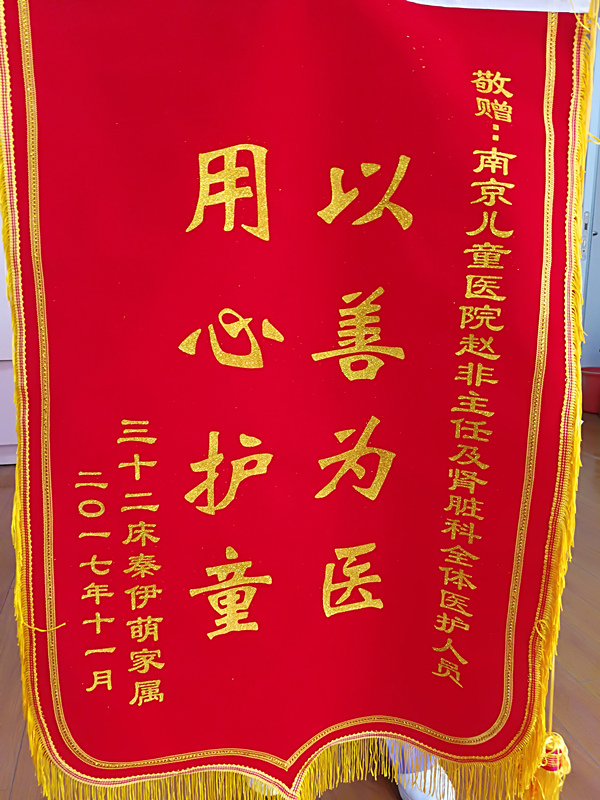 敬赠：南京儿童医院赵非主任及肾脏科全体医护人员
以善为医
用心护童
三十二床秦伊萌家属
二〇一七年十一月